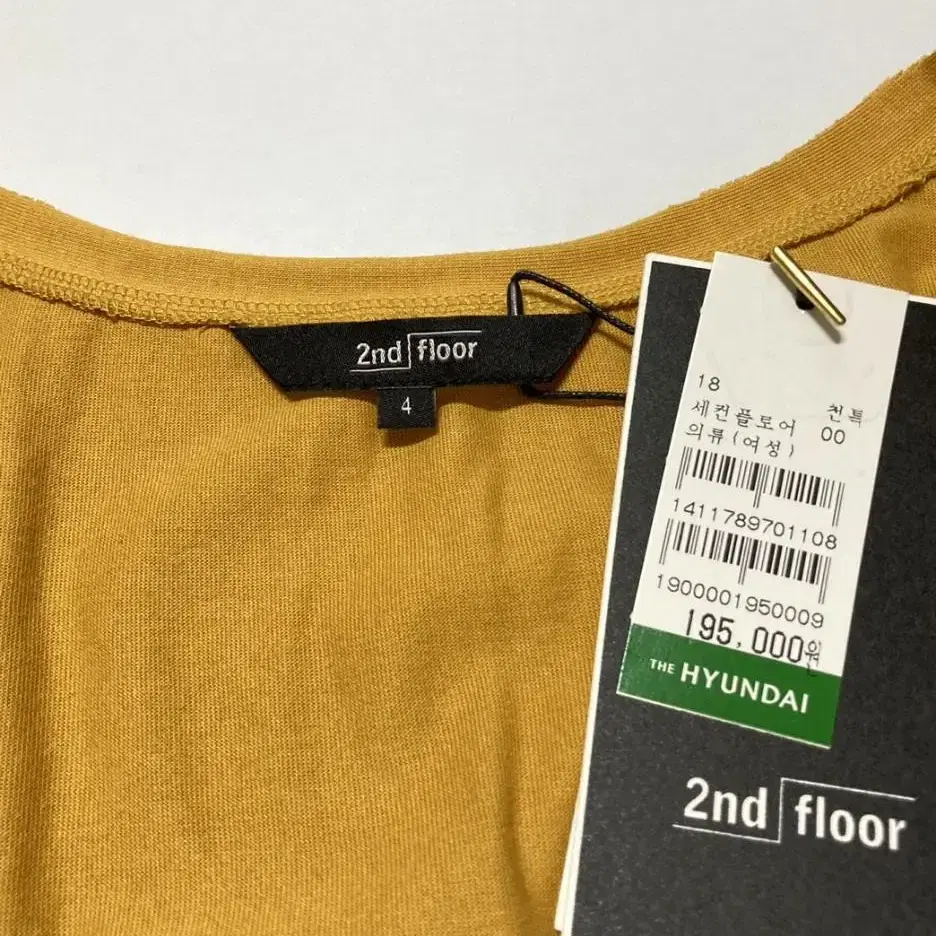 2nd floor
4
18 천특
세컨플로어 00
의류(여성)
1411789701108
1900001950009
195,000원
THE HYUNDAI
2nd floor